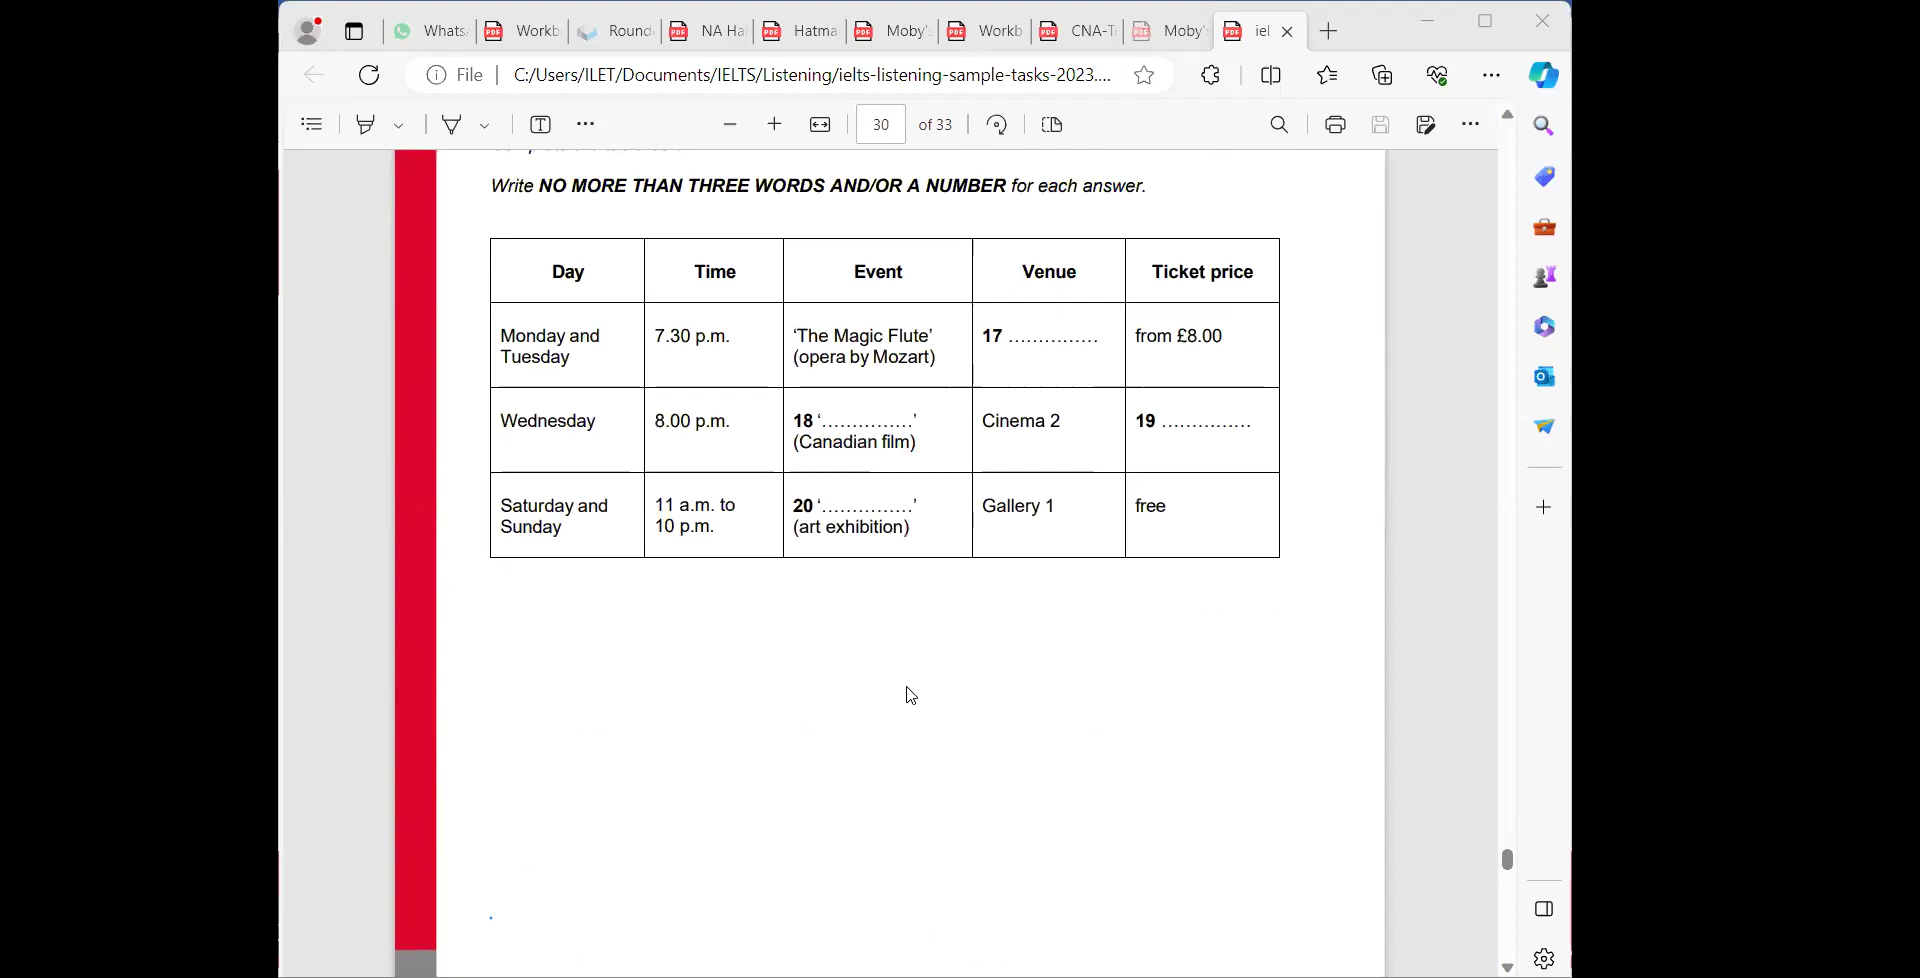 Whats
Workb
Round
NA Ha
Hatma
Moby'
Workb
CNA-T
Moby'
iel
File
C:/Users/ILET/Documents/IELTS/Listening/ielts-listening-sample-tasks-2023....
30 of 33
Write NO MORE THAN THREE WORDS AND/OR A NUMBER for each answer.
Day Time Event Venue Ticket price
Monday and Tuesday 7.30 p.m. ‘The Magic Flute’ (opera by Mozart) 17 …………… from £8.00
Wednesday 8.00 p.m. 18 ‘……………’ (Canadian film) Cinema 2 19 ……………
Saturday and Sunday 11 a.m. to 10 p.m. 20 ‘……………’ (art exhibition) Gallery 1 free